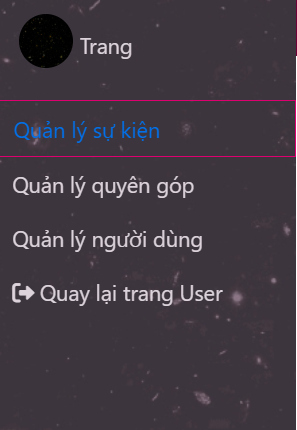 Trang
Quản lý sự kiện
Quản lý quyên góp
Quản lý người dùng
Quay lại trang User